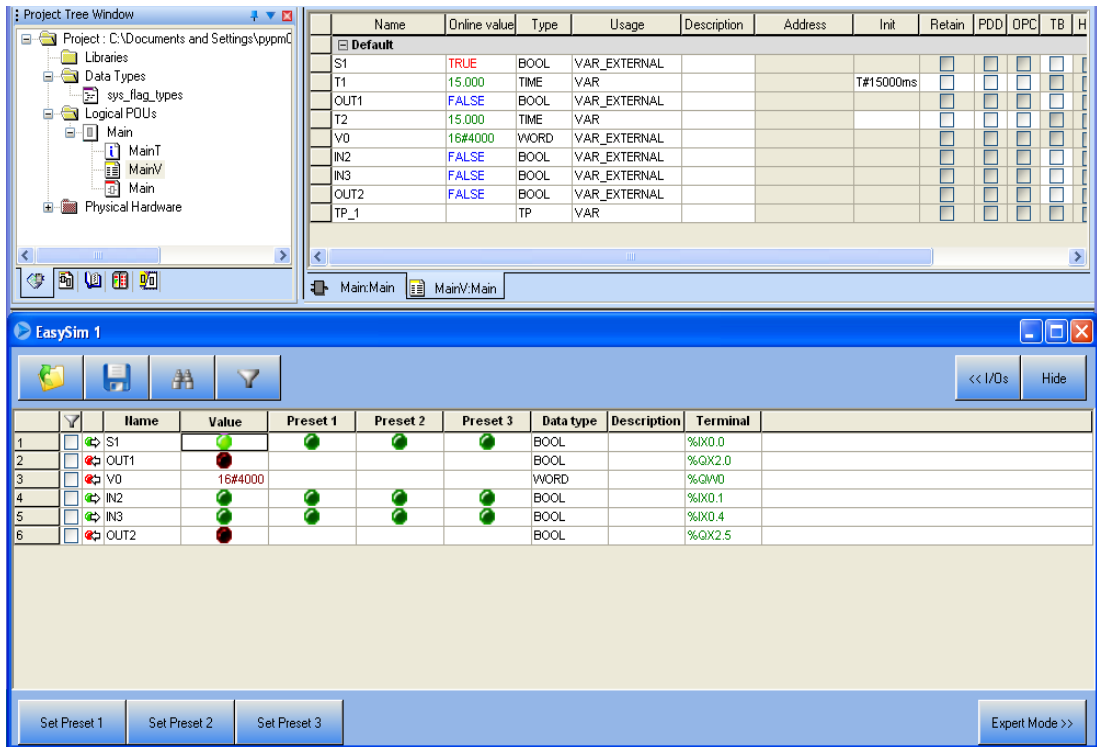 Project Tree Window
Project : C:\Documents and Settings\pypm
Libraries
Data Types
sys_flag_types
Logical POUs
Main
MainT
MainV
Main
Physical Hardware
Name Online value Type Usage Description Address Init Retain PDD OPC TB H
Default
S1 TRUE BOOL VAR_EXTERNAL
T1 15.000 TIME VAR T#15000ms
OUT1 FALSE BOOL VAR_EXTERNAL
T2 15.000 TIME VAR
V0 16#4000 WORD VAR_EXTERNAL
IN2 FALSE BOOL VAR_EXTERNAL
IN3 FALSE BOOL VAR_EXTERNAL
OUT2 FALSE BOOL VAR_EXTERNAL
TP_1 TP VAR
Main:Main MainV:Main
EasySim 1
<< I/Os Hide
Name Value Preset 1 Preset 2 Preset 3 Data type Description Terminal
1 S1 BOOL %IX0.0
2 OUT1 BOOL %QX2.0
3 V0 16#4000 WORD %QW0
4 IN2 BOOL %IX0.1
5 IN3 BOOL %IX0.4
6 OUT2 BOOL %QX2.5
Set Preset 1 Set Preset 2 Set Preset 3 Expert Mode >>